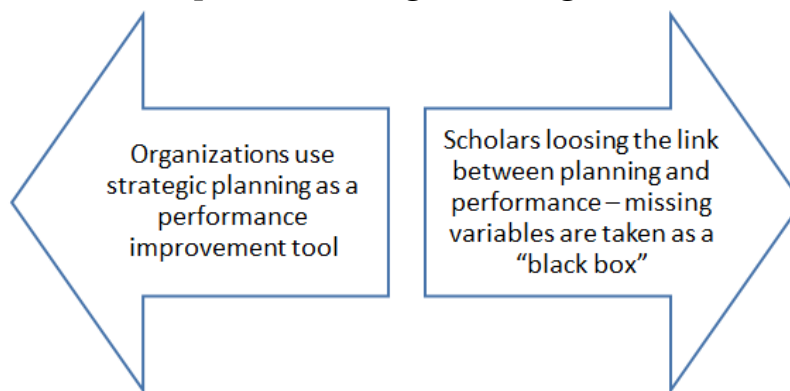 Organizations use
strategic planning as a
performance
improvement tool
Scholars loosing the link
between planning and
performance – missing
variables are taken as a
“black box”